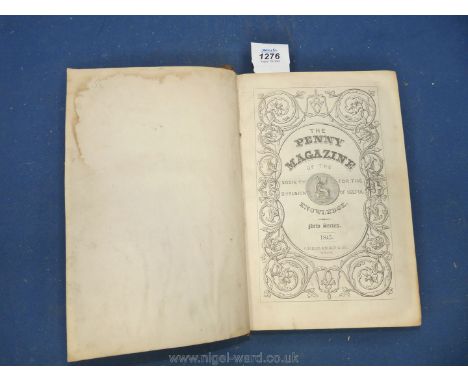 1276
THE
PENNY
MAGAZINE
OF THE
SOCIETY FOR THE
DIFFUSION OF USEFUL
KNOWLEDGE.
New Series.
1845.
www.nigel-ward.co.uk